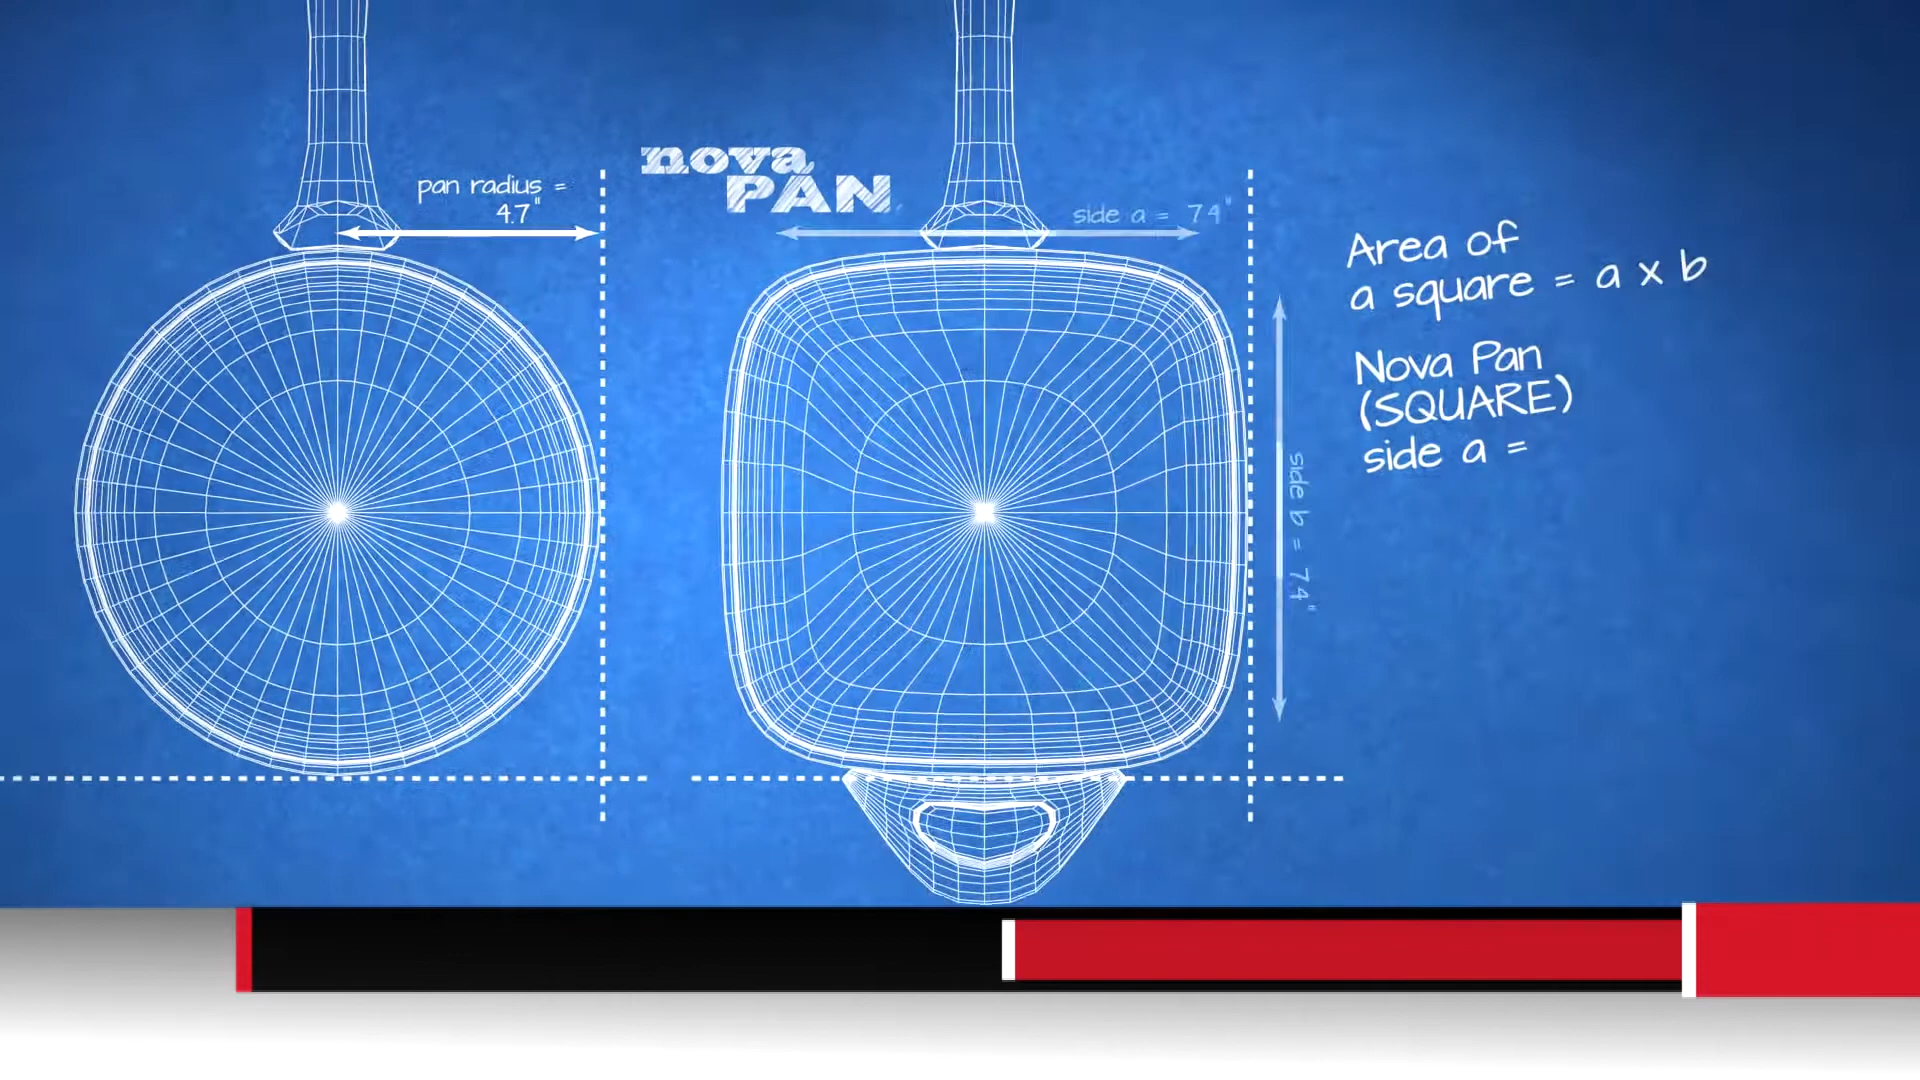 pan radius =
4.7"
nova
PAN
side a = 7.4"
side b = 7.4"
Area of
a square = a x b
Nova Pan
(SQUARE)
side a =